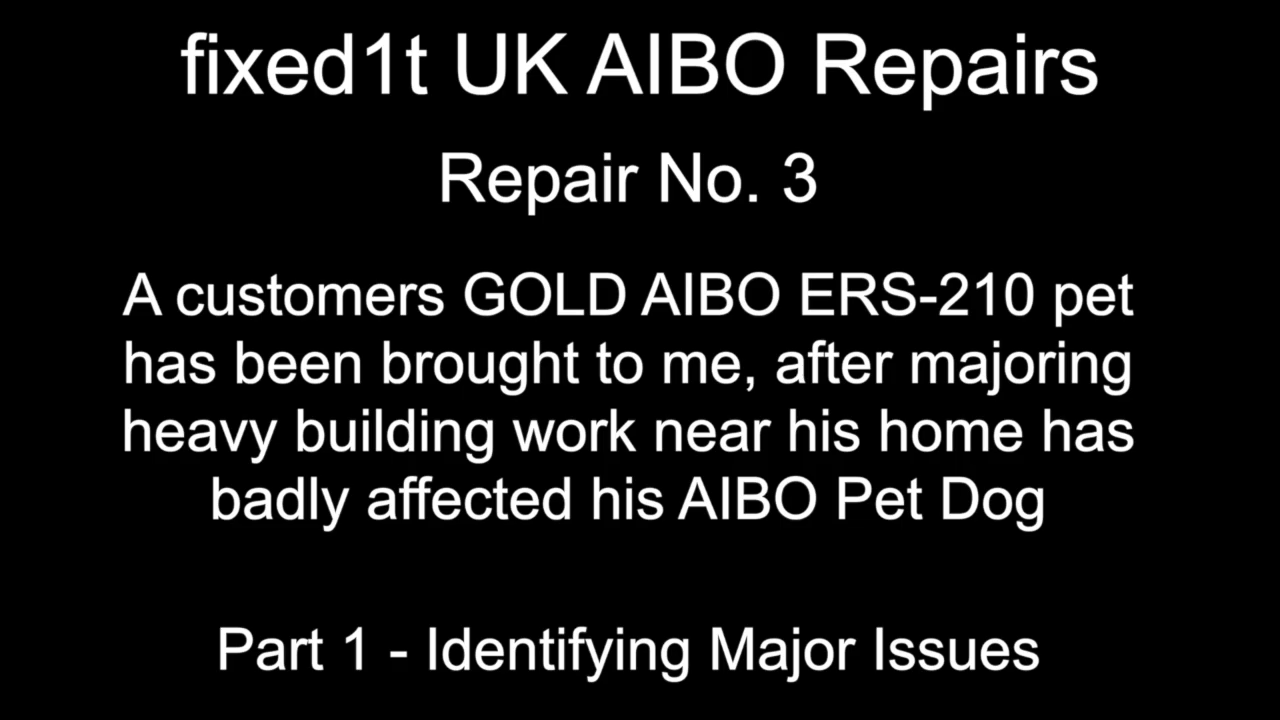 fixed1t UK AIBO Repairs
Repair No. 3
A customers GOLD AIBO ERS-210 pet
has been brought to me, after majoring
heavy building work near his home has
badly affected his AIBO Pet Dog
Part 1 - Identifying Major Issues